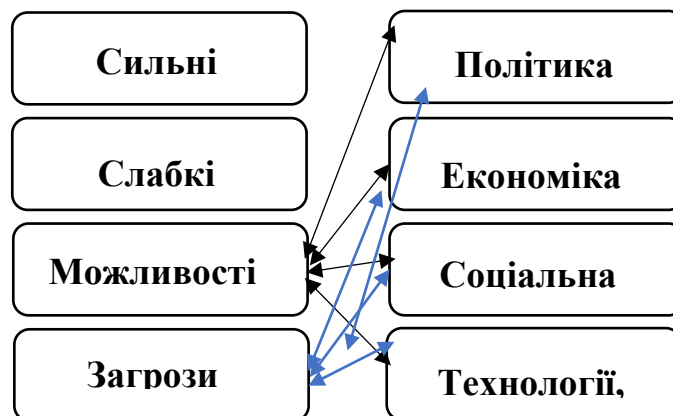 Сильні
Політика
Слабкі
Економіка
Можливості
Соціальна
Загрози
Технології,